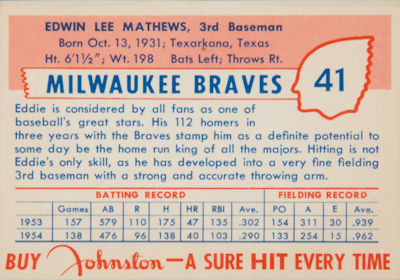 EDWIN LEE MATHEWS, 3rd Baseman
Born Oct. 13, 1931; Texarkana, Texas
Ht. 6'1½"; Wt. 198 Bats Left; Throws Rt.
MILWAUKEE BRAVES 41
Eddie is considered by all fans as one of
baseball's great stars. His 112 homers in
three years with the Braves stamp him as a definite potential to
some day be the home run king of all the majors. Hitting is not
Eddie's only skill, as he has developed into a very fine fielding
3rd baseman with a strong and accurate throwing arm.
BATTING RECORD FIELDING RECORD
Games AB R H HR RBI Ave. PO A E Ave.
1953 157 579 110 175 47 135 .302 154 311 30 .939
1954 138 476 96 138 40 103 .290 133 254 15 .962
BUY Johnston—A SURE HIT EVERY TIME